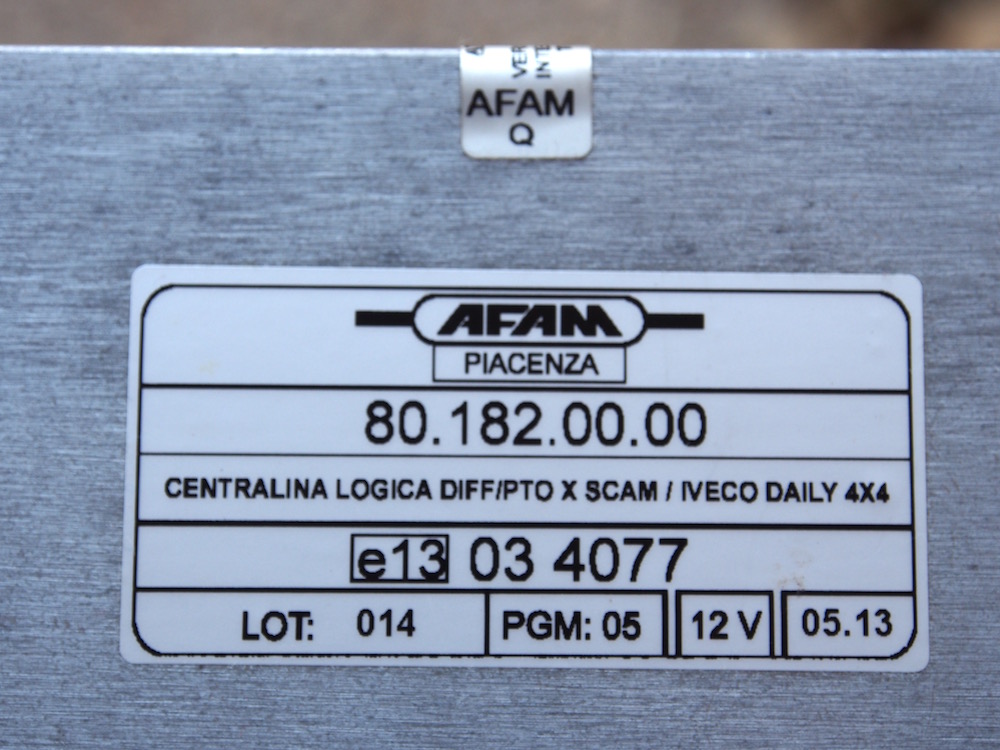 AFAM
Q
AFAM
PIACENZA
80.182.00.00
CENTRALINA LOGICA DIFF/PTO X SCAM / IVECO DAILY 4X4
e13 03 4077
LOT: 014 PGM: 05 12 V 05.13